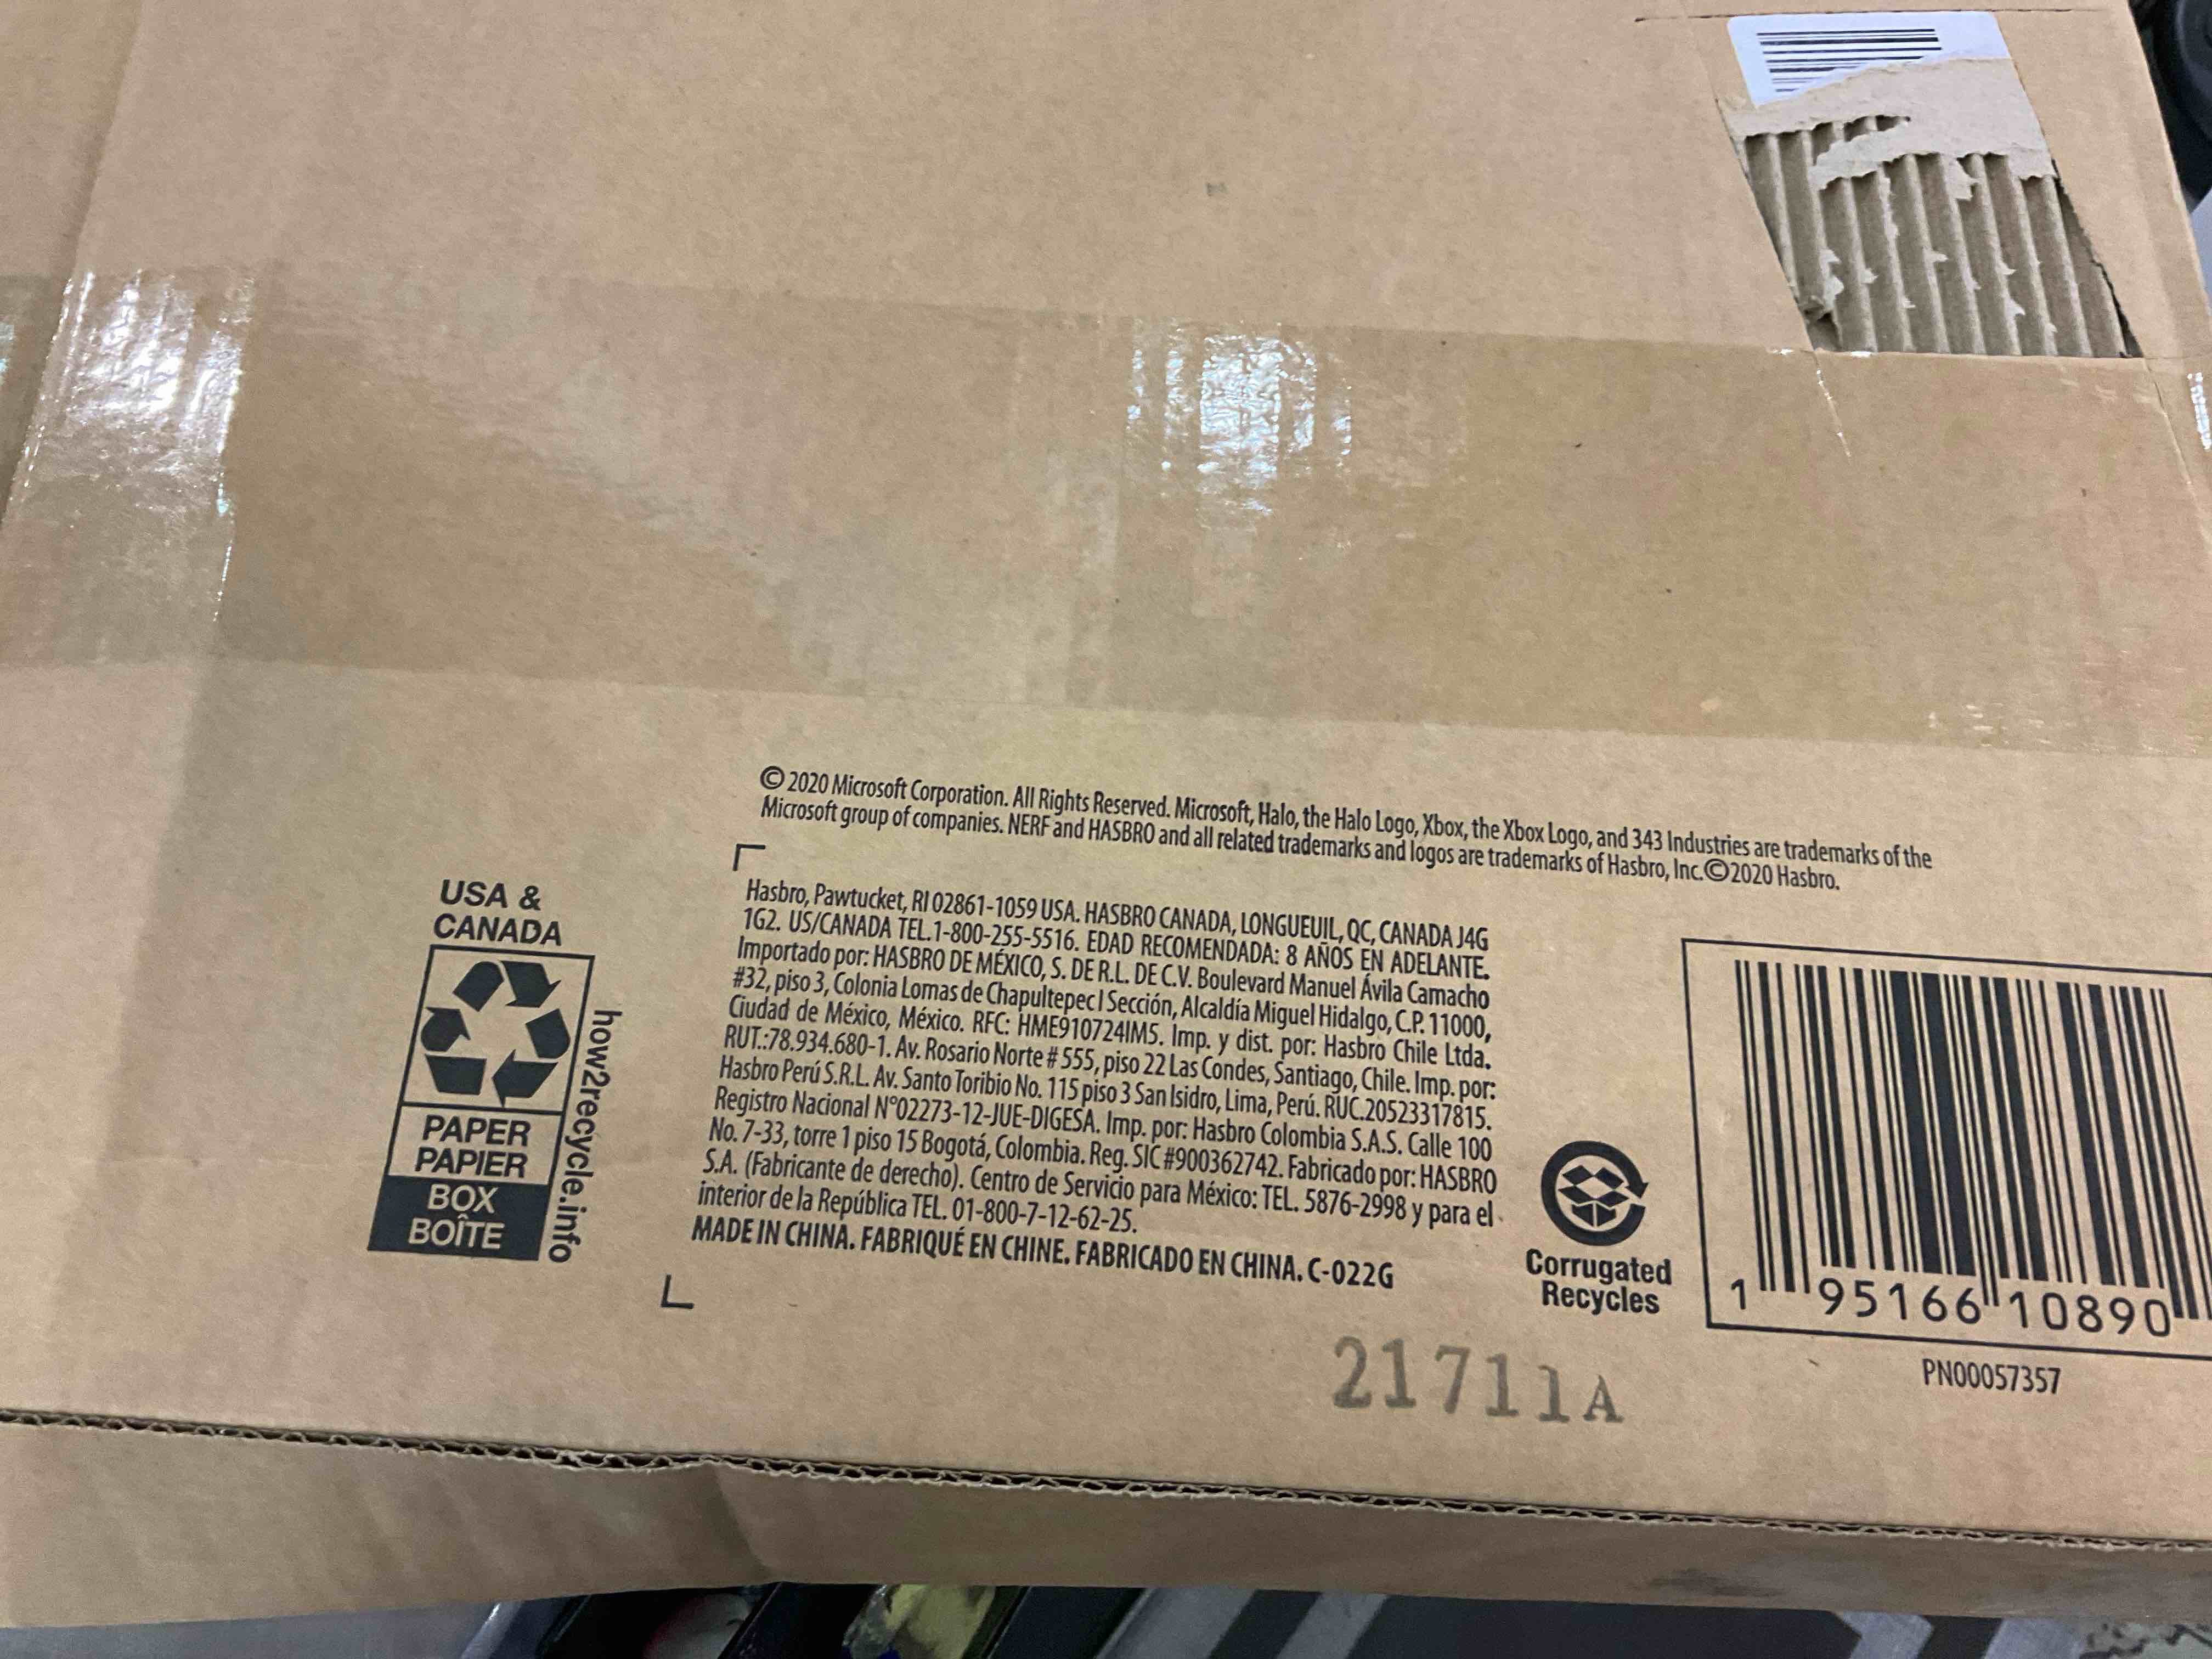 © 2020 Microsoft Corporation. All Rights Reserved. Microsoft, Halo, the Halo Logo, Xbox, the Xbox Logo, and 343 Industries are trademarks of the
Microsoft group of companies. NERF and HASBRO and all related trademarks and logos are trademarks of Hasbro, Inc.©2020 Hasbro.
Hasbro, Pawtucket, RI 02861-1059 USA. HASBRO CANADA, LONGUEUIL, QC, CANADA J4G
1G2. US/CANADA TEL.1-800-255-5516. EDAD RECOMENDADA: 8 AÑOS EN ADELANTE.
Importado por: HASBRO DE MÉXICO, S. DE R.L. DE C.V. Boulevard Manuel Ávila Camacho
#32, piso 3, Colonia Lomas de Chapultepec I Sección, Alcaldía Miguel Hidalgo, C.P. 11000,
Ciudad de México, México. RFC: HME910724IM5. Imp. y dist. por: Hasbro Chile Ltda.
RUT.:78.934.680-1. Av. Rosario Norte # 555, piso 22 Las Condes, Santiago, Chile. Imp. por:
Hasbro Perú S.R.L. Av. Santo Toribio No. 115 piso 3 San Isidro, Lima, Perú. RUC.20523317815.
Registro Nacional N°02273-12-JUE-DIGESA. Imp. por: Hasbro Colombia S.A.S. Calle 100
No. 7-33, torre 1 piso 15 Bogotá, Colombia. Reg. SIC#900362742. Fabricado por: HASBRO
S.A. (Fabricante de derecho). Centro de Servicio para México: TEL. 5876-2998 y para el
interior de la República TEL. 01-800-7-12-62-25.
MADE IN CHINA. FABRIQUÉ EN CHINE. FABRICADO EN CHINA. C-022G
USA &
CANADA
PAPER
PAPIER
BOX
BOÎTE
how2recycle.info
Corrugated
Recycles
1 95166 10890
PN00057357
21711A